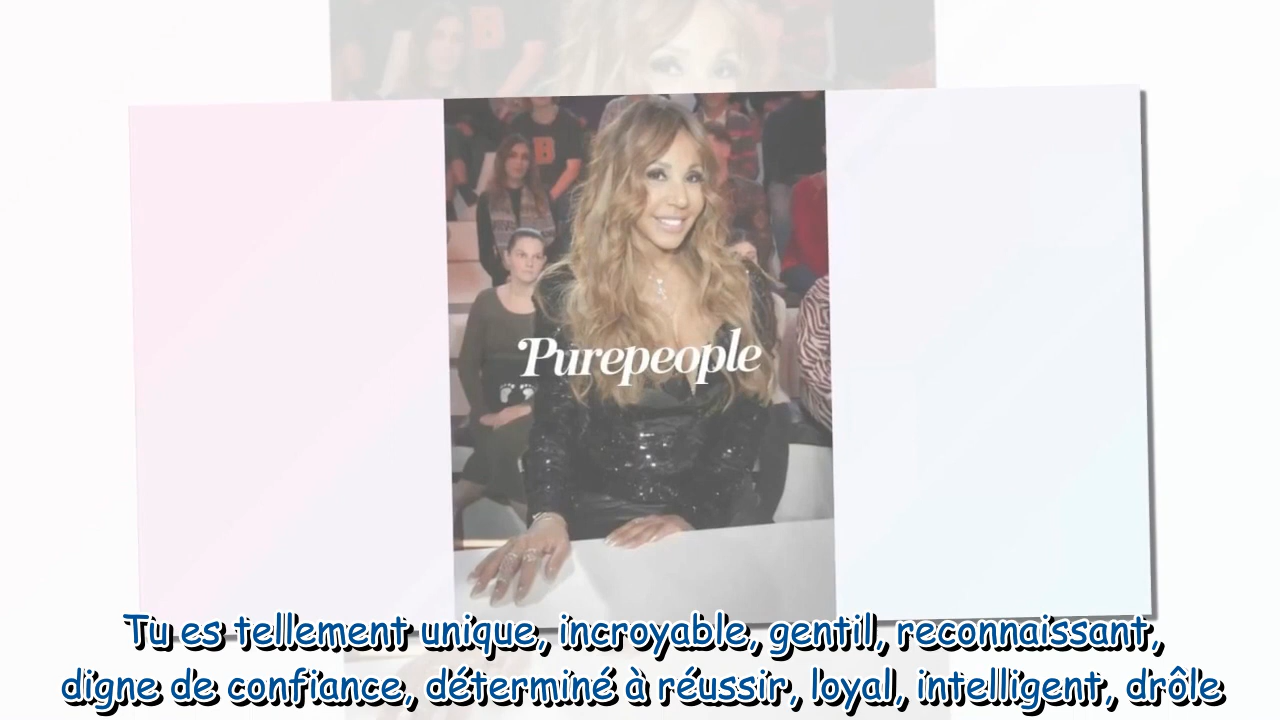 B
Purepeople
Tu es tellement unique, incroyable, gentil, reconnaissant,
digne de confiance, déterminé à réussir, loyal, intelligent, drôle